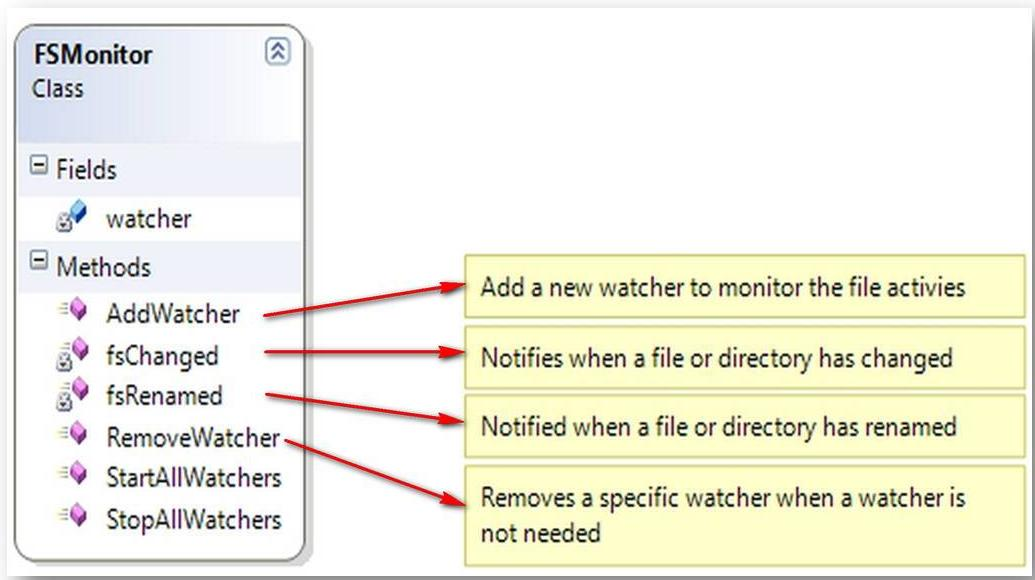 FSMonitor
Class
Fields
watcher
Methods
AddWatcher
fsChanged
fsRenamed
RemoveWatcher
StartAllWatchers
StopAllWatchers
Add a new watcher to monitor the file activies
Notifies when a file or directory has changed
Notified when a file or directory has renamed
Removes a specific watcher when a watcher is
not needed